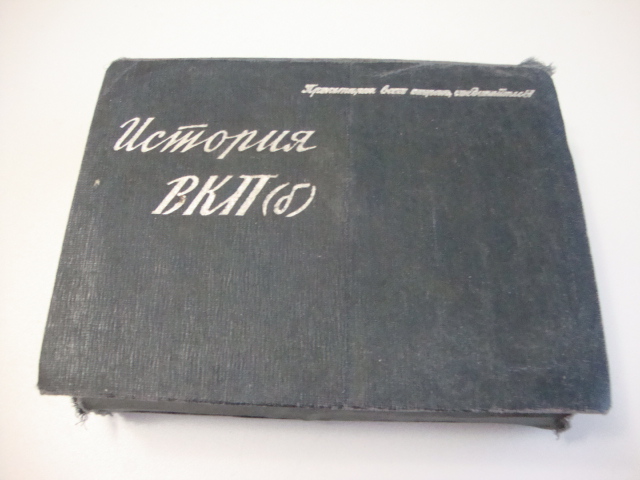 Пролетарии всех стран, соединяйтесь!
История
ВКП(б)